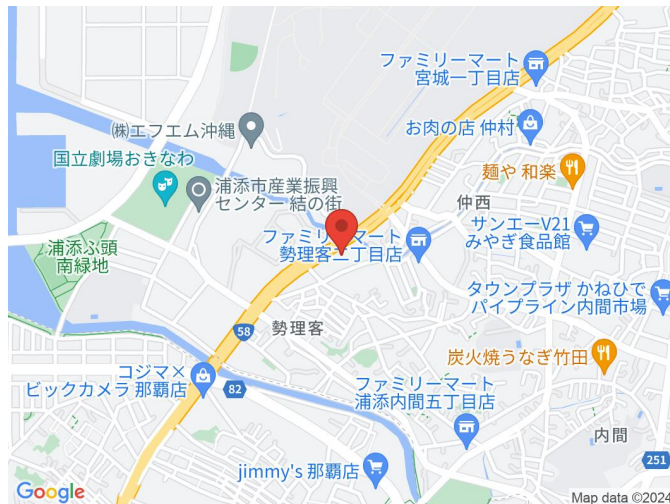 ファミリーマート
宮城一丁目店
(株)エフエム沖縄
お肉の店 仲村
国立劇場おきなわ
麺や 和楽
浦添市産業振興
センター 結の街
仲西
サンエーV21
みやぎ食品館
ファミリーマート
勢理客二丁目店
浦添ふ頭
南緑地
タウンプラザ かねひで
パイプライン内間市場
58
勢理客
炭火焼うなぎ竹田
コジマ×
ビックカメラ 那覇店
82
ファミリーマート
浦添内間五丁目店
内間
251
jimmy's 那覇店
Google
Map data ©2024